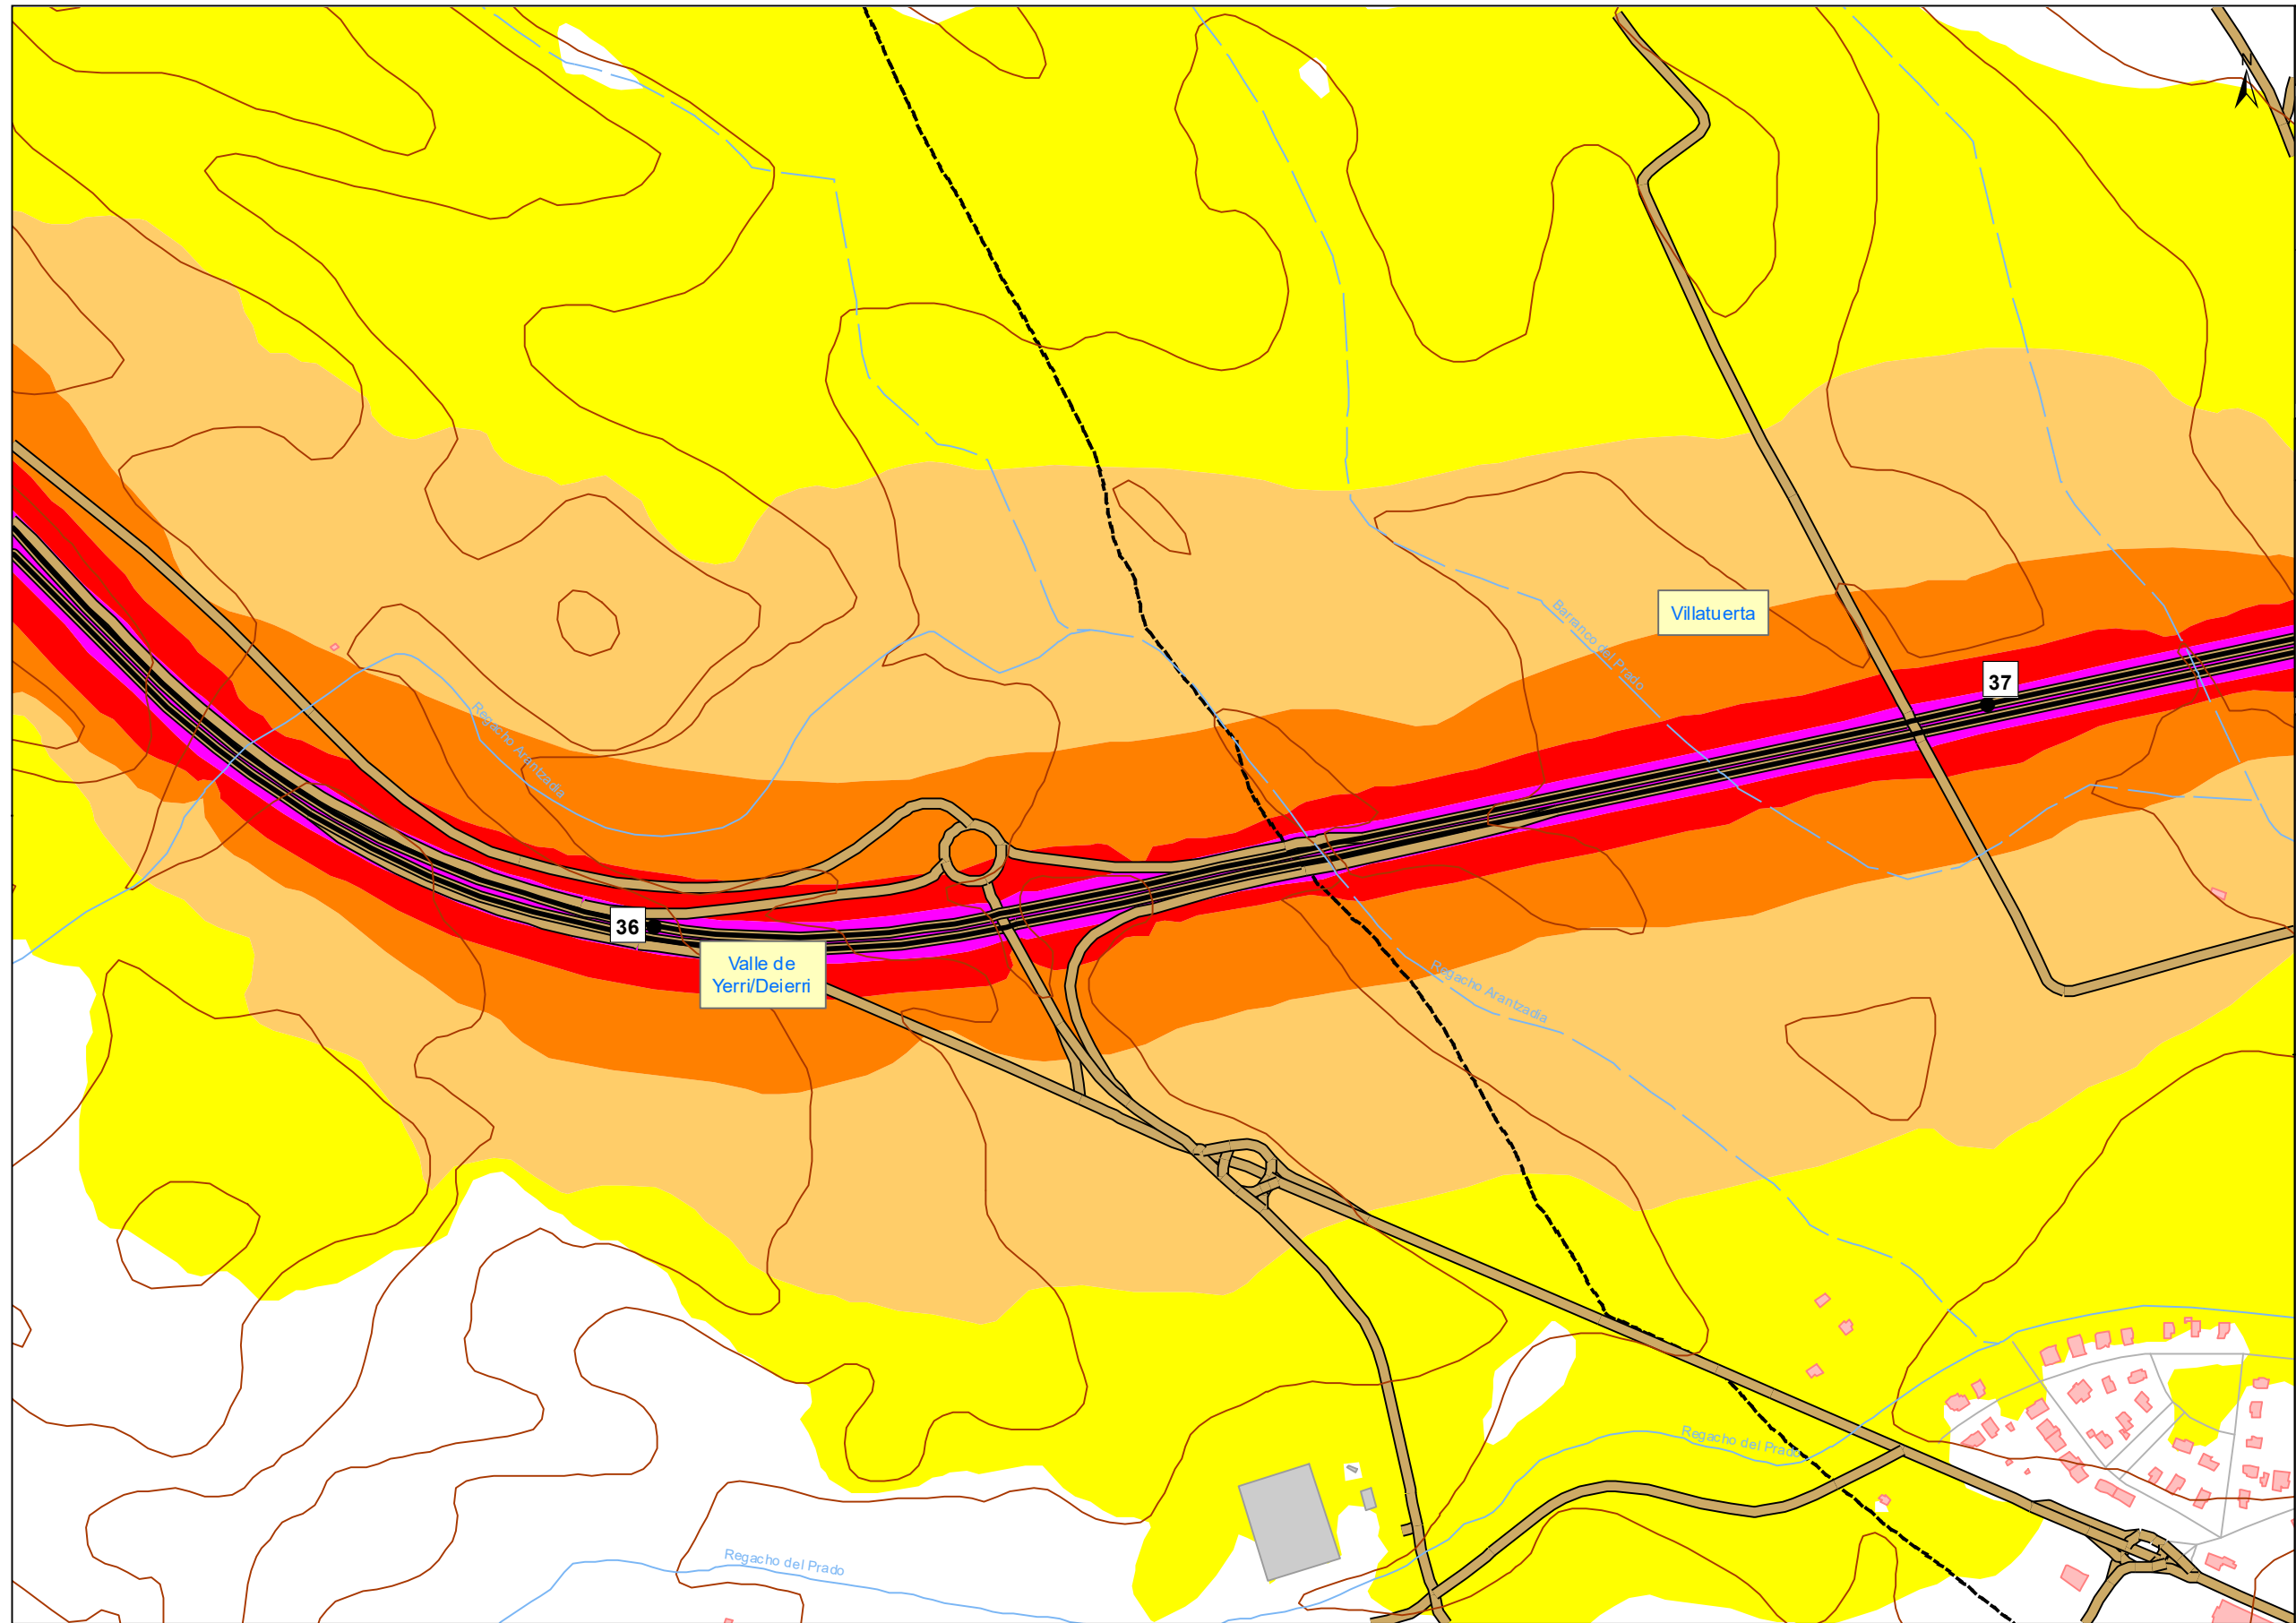 N
Villatuerta
Barranco del Prado
37
Regacho Arantzadia
36
Valle de
Yerri/Deierri
Regacho Arantzadia
Regacho del Prado
Regacho del Prado